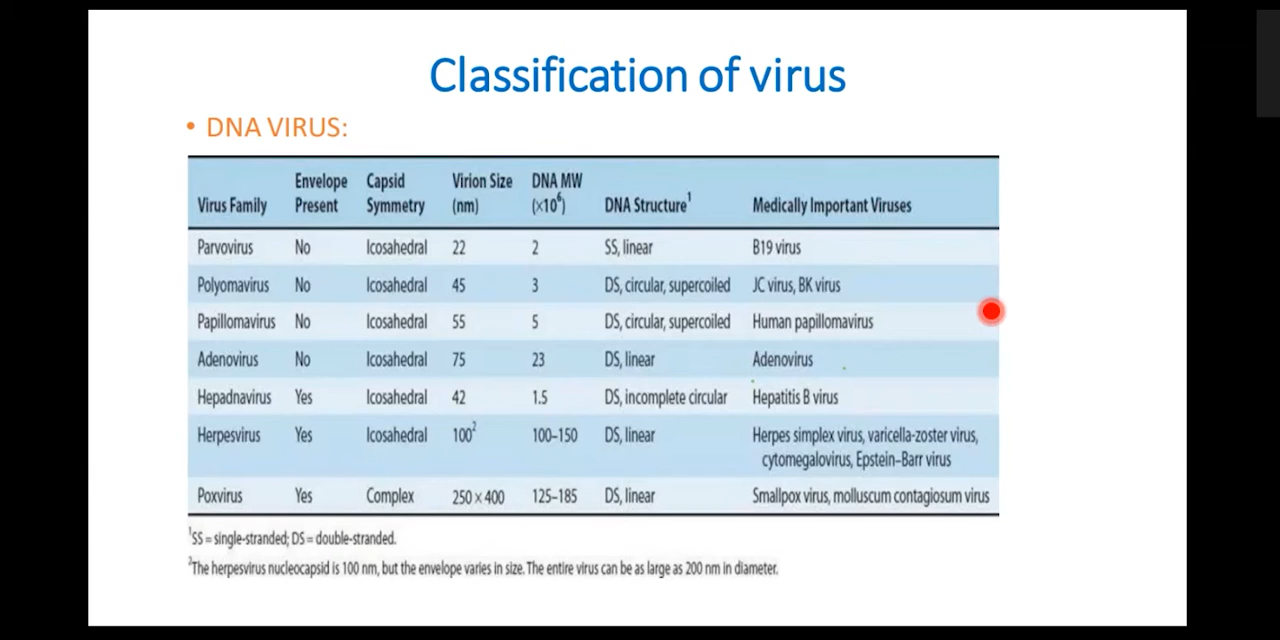 Classification of virus
• DNA VIRUS:
Virus Family Envelope Present Capsid Symmetry Virion Size (nm) DNA MW (×10⁶) DNA Structure¹ Medically Important Viruses
Parvovirus No Icosahedral 22 2 SS, linear B19 virus
Polyomavirus No Icosahedral 45 3 DS, circular, supercoiled JC virus, BK virus
Papillomavirus No Icosahedral 55 5 DS, circular, supercoiled Human papillomavirus
Adenovirus No Icosahedral 75 23 DS, linear Adenovirus
Hepadnavirus Yes Icosahedral 42 1.5 DS, incomplete circular Hepatitis B virus
Herpesvirus Yes Icosahedral 100² 100–150 DS, linear Herpes simplex virus, varicella-zoster virus,
cytomegalovirus, Epstein–Barr virus
Poxvirus Yes Complex 250 × 400 125–185 DS, linear Smallpox virus, molluscum contagiosum virus
¹SS = single-stranded; DS = double-stranded.
²The herpesvirus nucleocapsid is 100 nm, but the envelope varies in size. The entire virus can be as large as 200 nm in diameter.